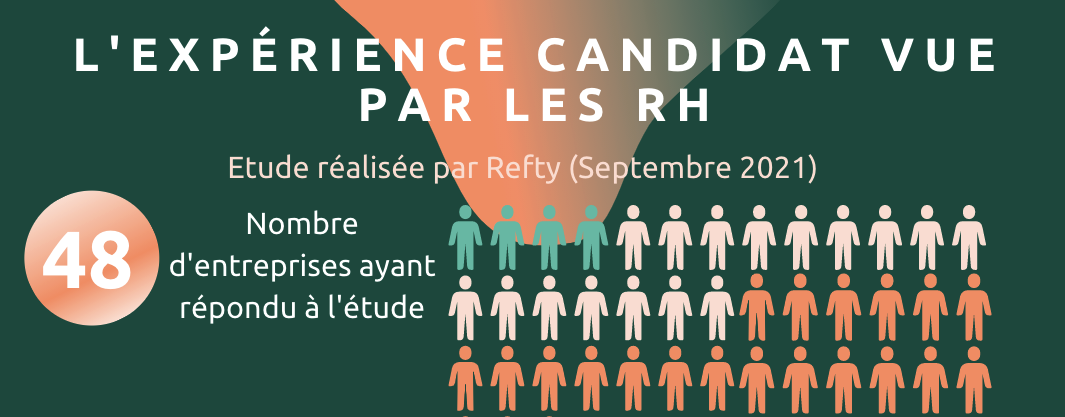 L'EXPÉRIENCE CANDIDAT VUE
PAR LES RH
Etude réalisée par Refty (Septembre 2021)
48
Nombre
d'entreprises ayant
répondu à l'étude